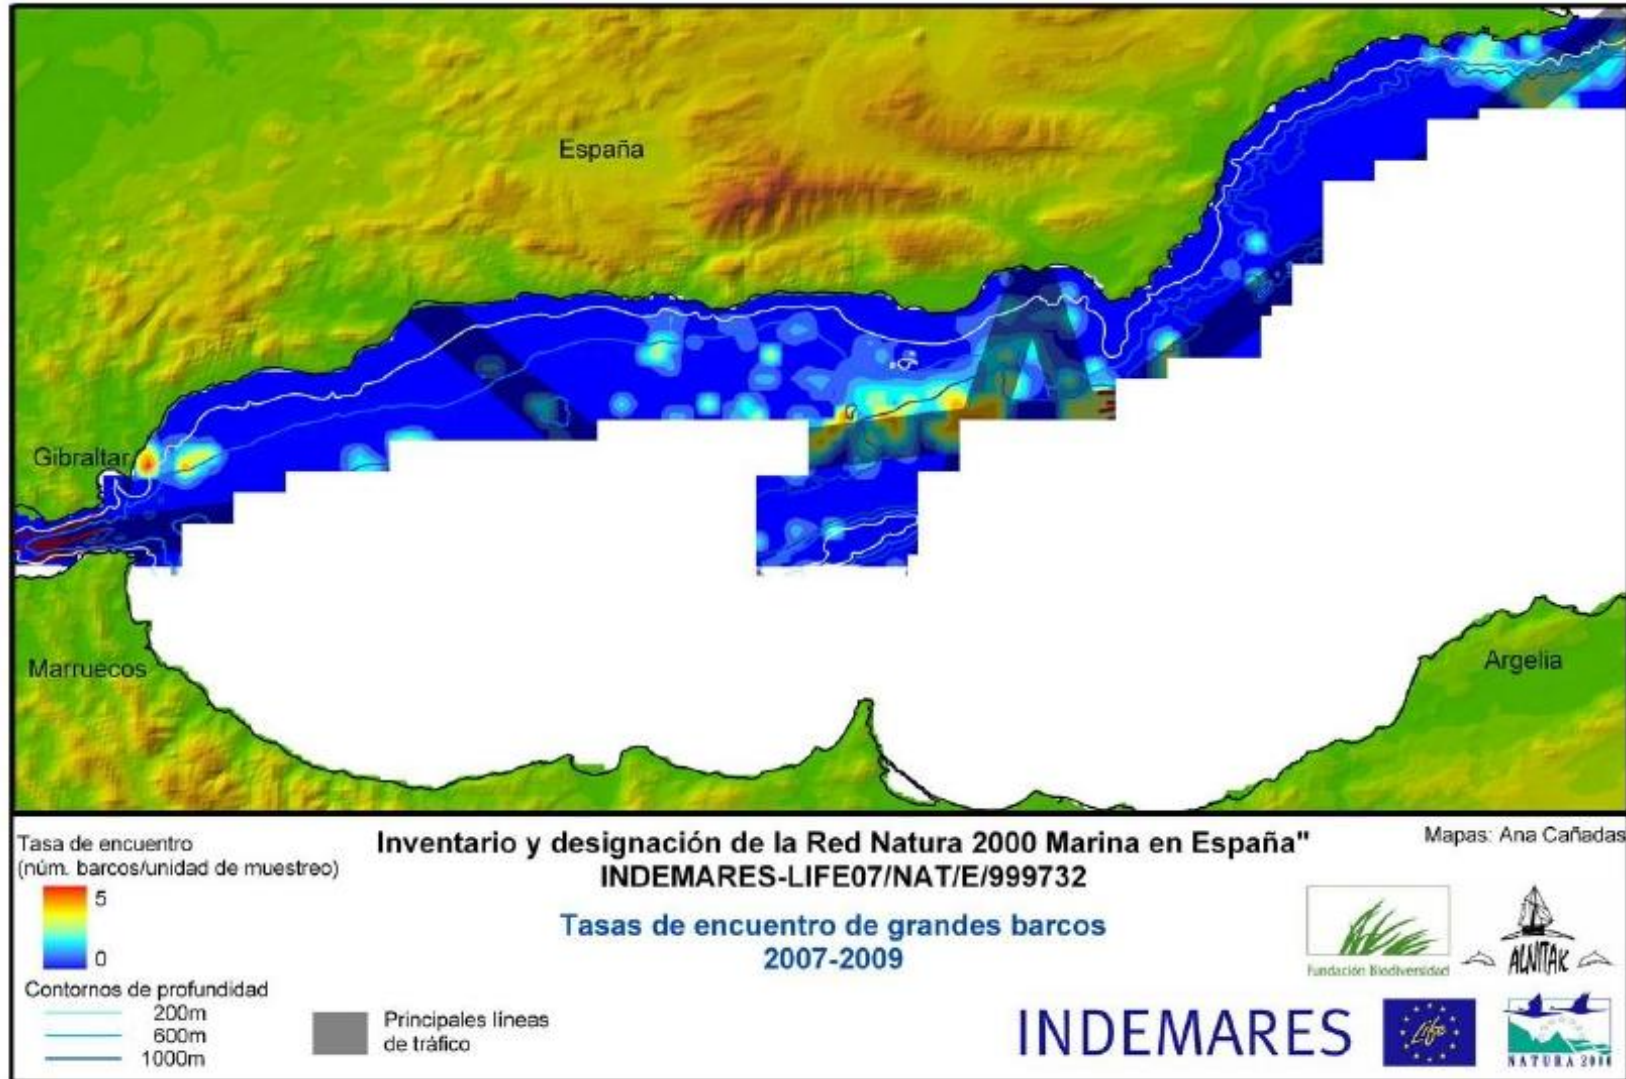 España
Gibraltar
Marruecos
Argelia
Tasa de encuentro
(núm. barcos/unidad de muestreo)
5
0
Contornos de profundidad
200m
600m
1000m
Principales líneas
de tráfico
Inventario y designación de la Red Natura 2000 Marina en España"
INDEMARES-LIFE07/NAT/E/999732
Tasas de encuentro de grandes barcos
2007-2009
Mapas: Ana Cañadas
Fundación Biodiversidad
ALNITAK
INDEMARES
Life
NATURA 2000